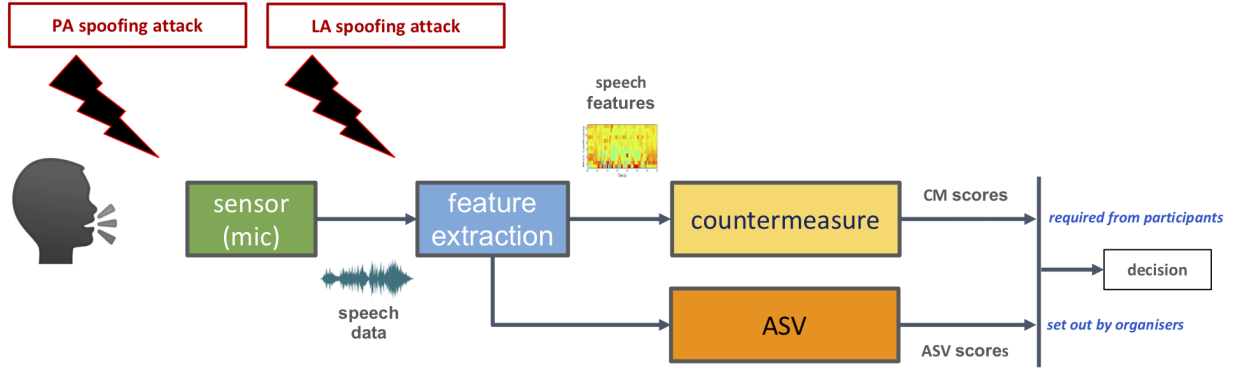 PA spoofing attack
LA spoofing attack
speech
features
sensor
(mic)
feature
extraction
countermeasure
CM scores
required from participants
decision
speech
data
ASV
ASV scores
set out by organisers